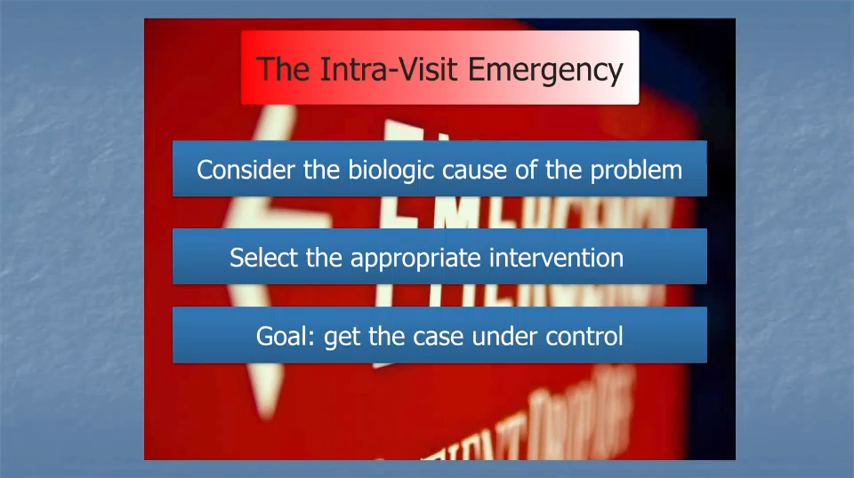 The Intra-Visit Emergency
Consider the biologic cause of the problem
Select the appropriate intervention
Goal: get the case under control